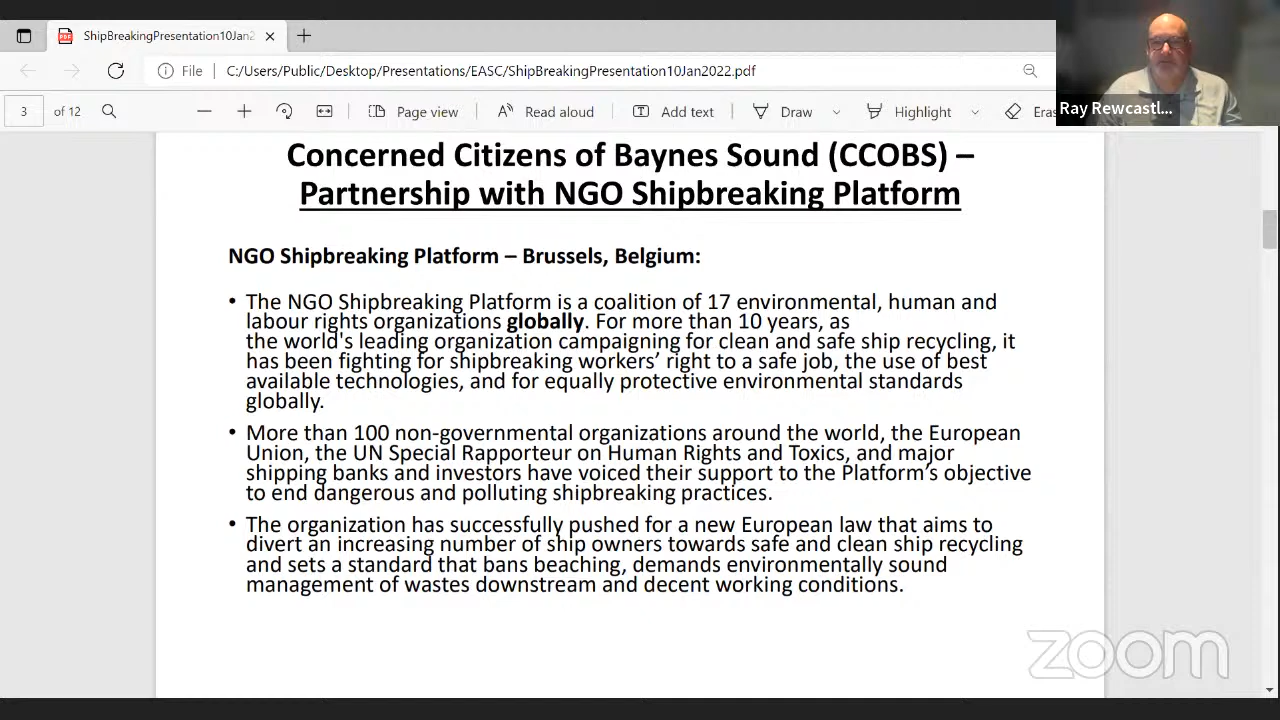 ShipBreakingPresentation10Jan2
File
C:/Users/Public/Desktop/Presentations/EASC/ShipBreakingPresentation10Jan2022.pdf
3 of 12
Page view
Read aloud
Add text
Draw
Highlight
Eras
Ray Rewcastl...
Concerned Citizens of Baynes Sound (CCOBS) –
Partnership with NGO Shipbreaking Platform
NGO Shipbreaking Platform – Brussels, Belgium:
• The NGO Shipbreaking Platform is a coalition of 17 environmental, human and
labour rights organizations globally. For more than 10 years, as
the world's leading organization campaigning for clean and safe ship recycling, it
has been fighting for shipbreaking workers’ right to a safe job, the use of best
available technologies, and for equally protective environmental standards
globally.
• More than 100 non-governmental organizations around the world, the European
Union, the UN Special Rapporteur on Human Rights and Toxics, and major
shipping banks and investors have voiced their support to the Platform’s objective
to end dangerous and polluting shipbreaking practices.
• The organization has successfully pushed for a new European law that aims to
divert an increasing number of ship owners towards safe and clean ship recycling
and sets a standard that bans beaching, demands environmentally sound
management of wastes downstream and decent working conditions.
zoom